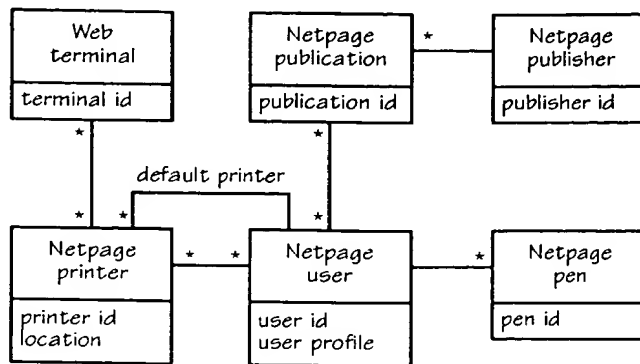 Web
terminal
terminal id
Netpage
publication
publication id
*
Netpage
publisher
publisher id
*
*
default printer
*
*
*
Netpage
printer
printer id
location
*
*
Netpage
user
user id
user profile
*
Netpage
pen
pen id